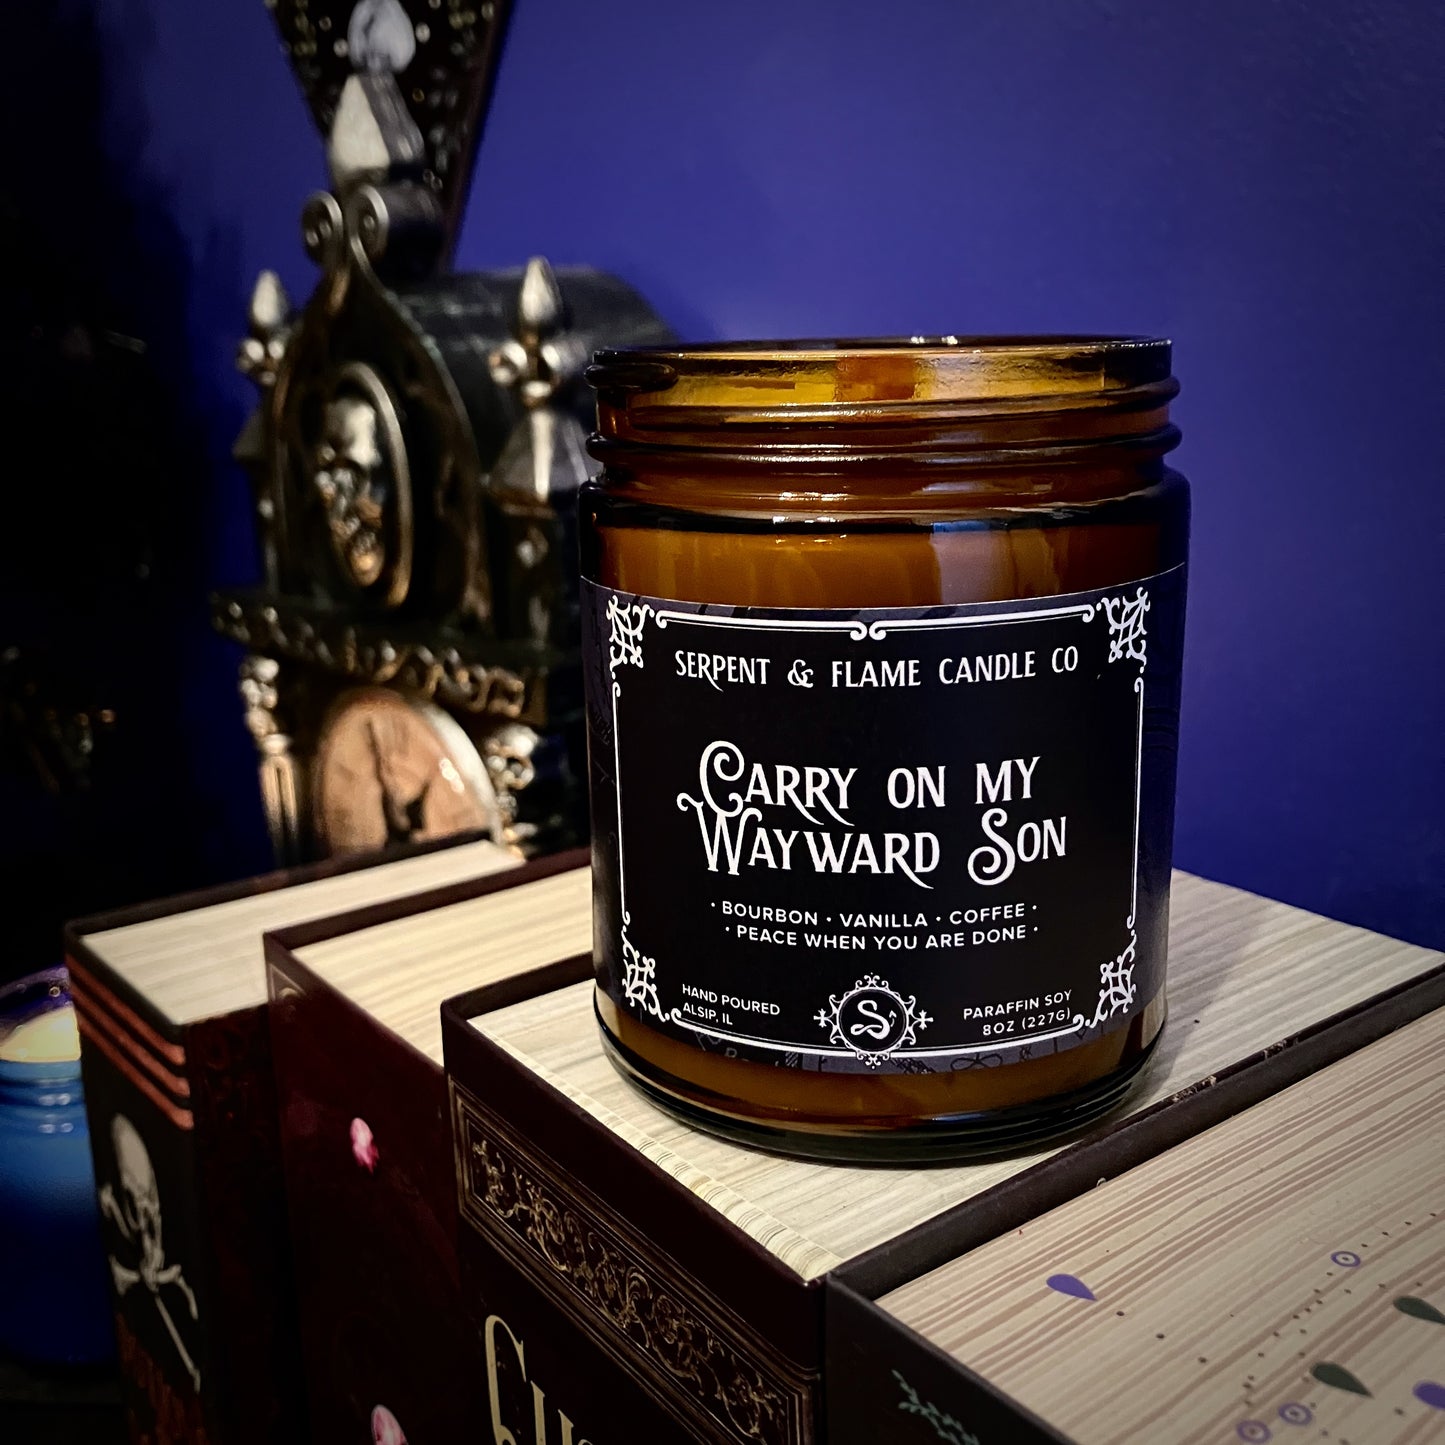 SERPENT & FLAME CANDLE CO
CARRY ON MY
WAYWARD SON
• BOURBON • VANILLA • COFFEE •
• PEACE WHEN YOU ARE DONE •
HAND POURED
ALSIP, IL
S
PARAFFIN SOY
8OZ (227G)